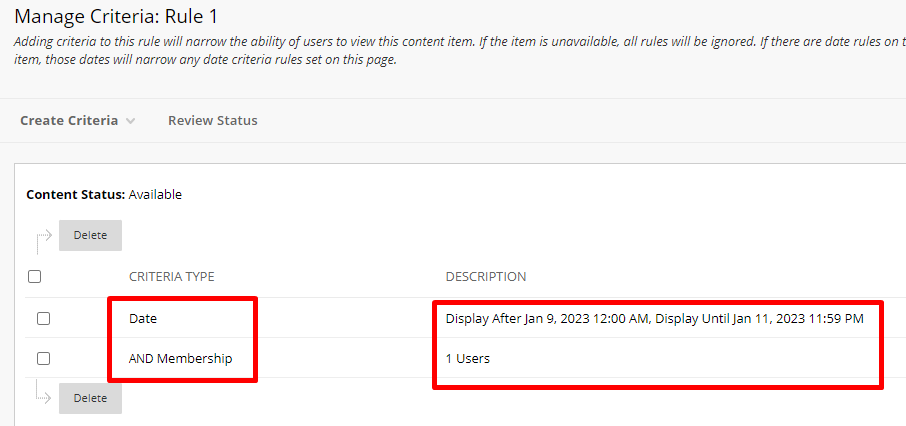 Manage Criteria: Rule 1
Adding criteria to this rule will narrow the ability of users to view this content item. If the item is unavailable, all rules will be ignored. If there are date rules on
item, those dates will narrow any date criteria rules set on this page.
Create Criteria
Review Status
Content Status: Available
Delete
CRITERIA TYPE DESCRIPTION
Date Display After Jan 9, 2023 12:00 AM, Display Until Jan 11, 2023 11:59 PM
AND Membership 1 Users
Delete